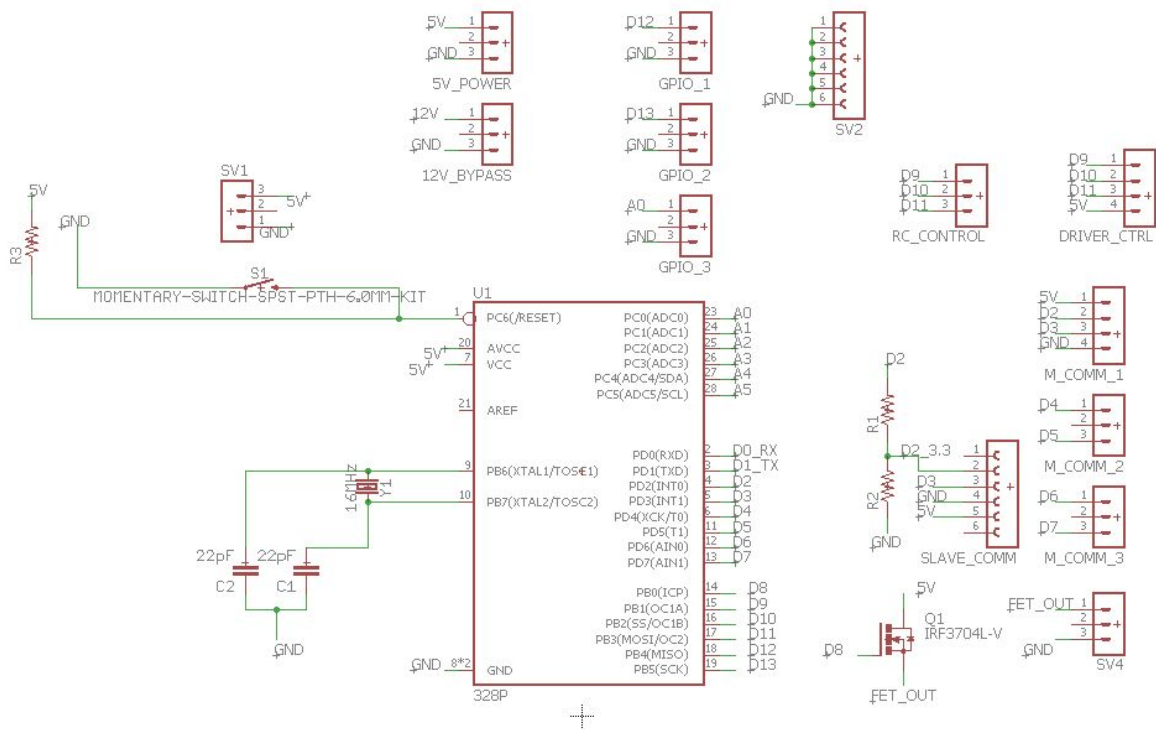 5V 1
2
GND 3
5V_POWER
12V 1
2
GND 3
12V_BYPASS
D12 1
2
GND 3
GPIO_1
D13 1
2
GND 3
GPIO_2
A0 1
2
GND 3
GPIO_3
1
2
3
4
5
GND 6
SV2
D9 1
D10 2
D11 3
RC_CONTROL
D9 1
D10 2
D11 3
5V 4
DRIVER_CTRL
SV1
3 5V
2
1 GND
5V
R3
GND
S1
MOMENTARY-SWITCH-SPST-PTH-6.0MM-KIT
U1
1 PC6(/RESET)
5V 20 AVCC
5V 7 VCC
21 AREF
9 PB6(XTAL1/TOSC1)
10 PB7(XTAL2/TOSC2)
GND 8*2 GND
PC0(ADC0) 23 A0
PC1(ADC1) 24 A1
PC2(ADC2) 25 A2
PC3(ADC3) 26 A3
PC4(ADC4/SDA) 27 A4
PC5(ADC5/SCL) 28 A5
PD0(RXD) 2 D0_RX
PD1(TXD) 3 D1_TX
PD2(INT0) 4 D2
PD3(INT1) 5 D3
PD4(XCK/T0) 6 D4
PD5(T1) 11 D5
PD6(AIN0) 12 D6
PD7(AIN1) 13 D7
PB0(ICP) 14 D8
PB1(OC1A) 15 D9
PB2(SS/OC1B) 16 D10
PB3(MOSI/OC2) 17 D11
PB4(MISO) 18 D12
PB5(SCK) 19 D13
328P
16MHz
Y1
22pF
C2
22pF
C1
GND
D2
R1
R2
GND
1
D2_3.3 2
D3 3
GND 4
5V 5
6
SLAVE_COMM
5V 1
D2 2
D3 3
GND 4
M_COMM_1
D4 1
2
D5 3
M_COMM_2
D6 1
2
D7 3
M_COMM_3
5V
Q1
IRF3704L-V
D8
FET_OUT
FET_OUT 1
2
GND 3
SV4